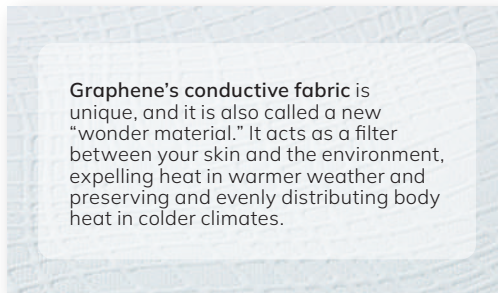 Graphene's conductive fabric is
unique, and it is also called a new
“wonder material.” It acts as a filter
between your skin and the environment,
expelling heat in warmer weather and
preserving and evenly distributing body
heat in colder climates.